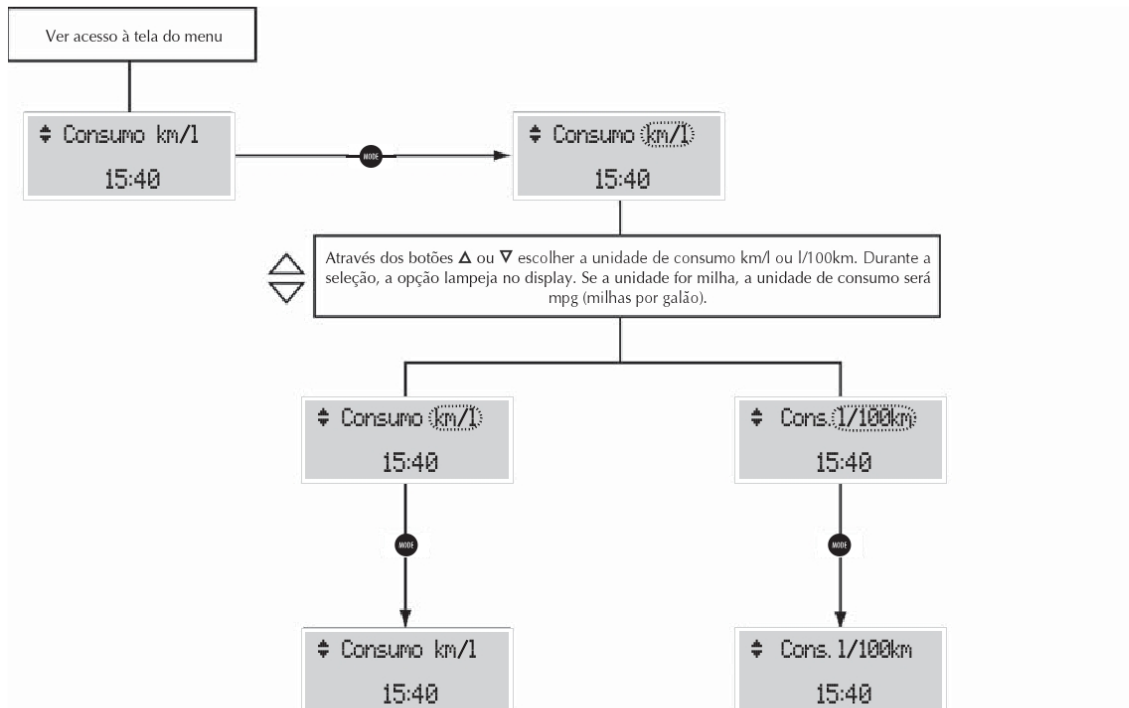 Ver acesso à tela do menu
Consumo km/l
15:40
MODE
Consumo km/l
15:40
Através dos botões Δ ou ∇ escolher a unidade de consumo km/l ou l/100km. Durante a
seleção, a opção lampeja no display. Se a unidade for milha, a unidade de consumo será
mpg (milhas por galão).
Consumo km/l
15:40
Cons. l/100km
15:40
MODE
MODE
Consumo km/l
15:40
Cons. l/100km
15:40